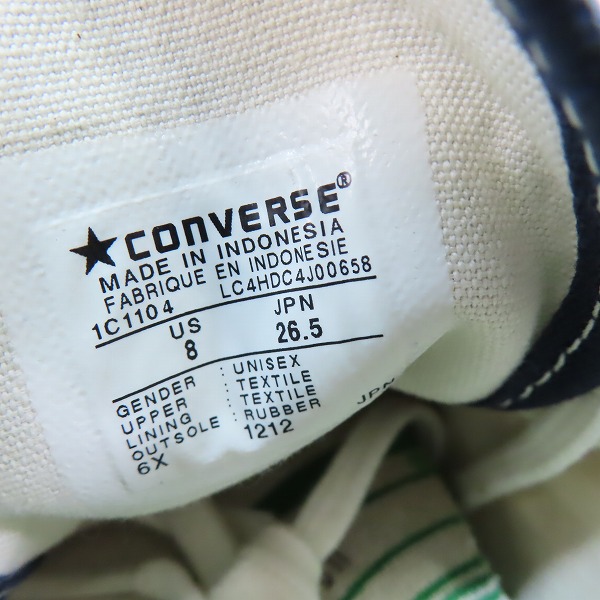 ★CONVERSE®
MADE IN INDONESIA
FABRIQUE EN INDONESIE
1C1104 LC4HDC4J00658
US JPN
8 26.5
GENDER : UNISEX
UPPER : TEXTILE
LINING : TEXTILE
OUTSOLE : RUBBER
6X 1212 JPN